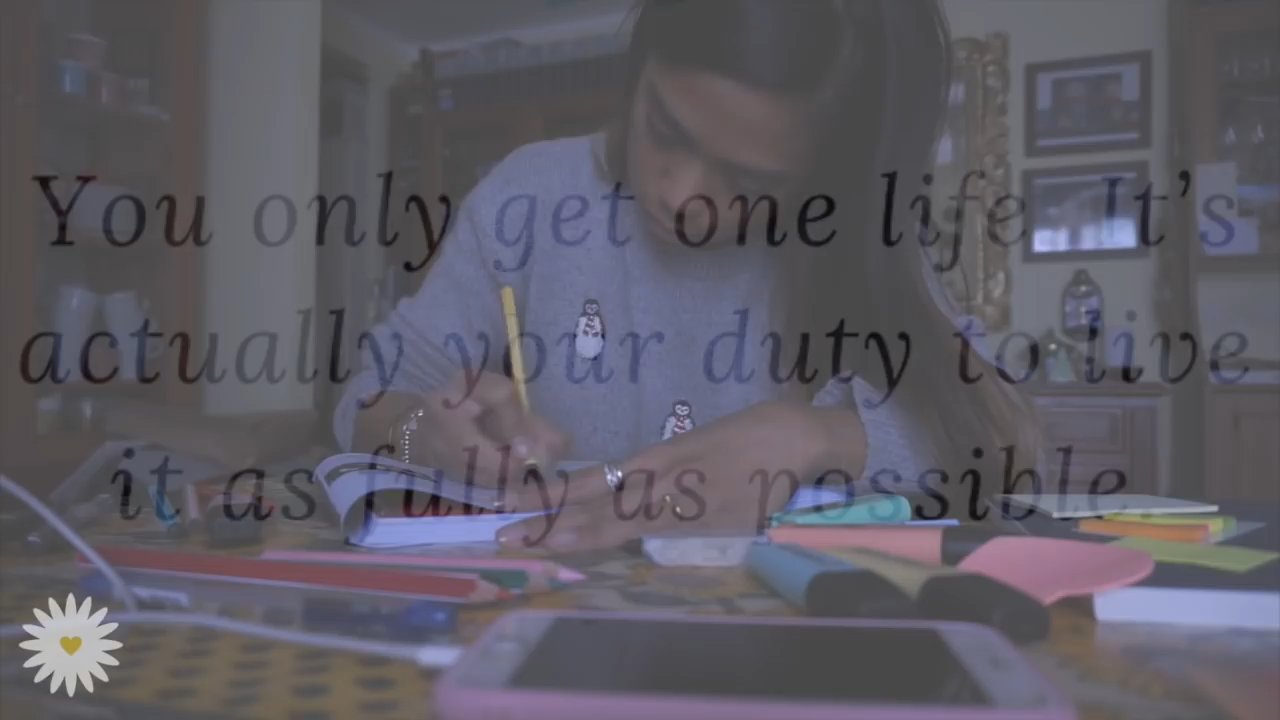 You only get one life. It’s
actually your duty to live
it as fully as possible.